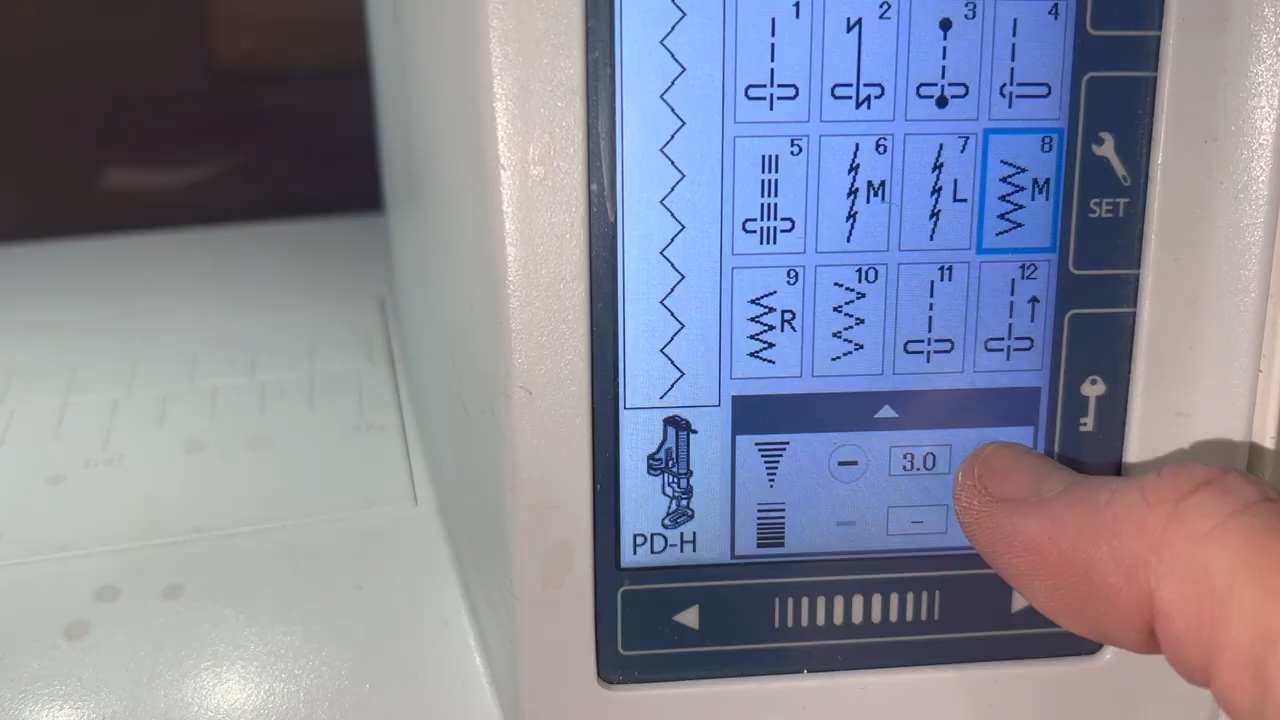 1 2 3 4
5 6 M 7 L 8 M
SET
9 R 10 11 12
− 3.0
− −
PD-H